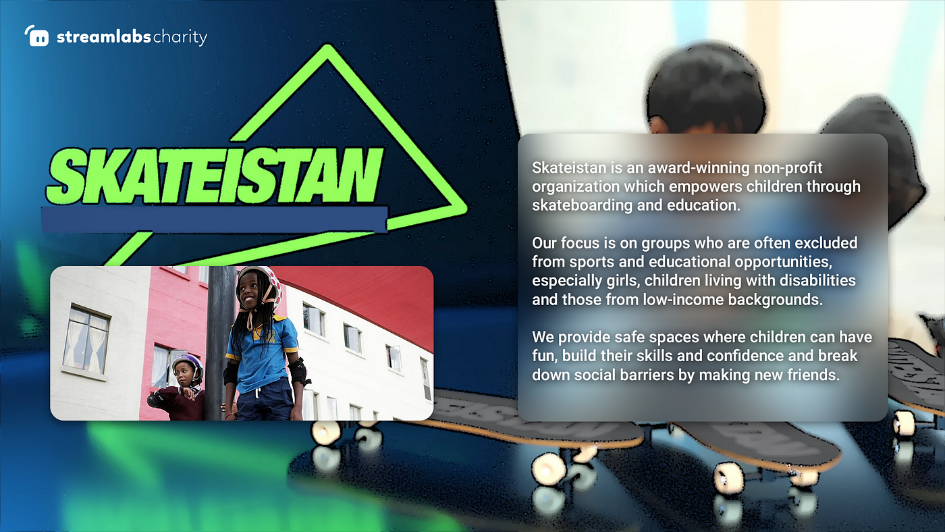 streamlabs charity
SKATEISTAN
Skateistan is an award-winning non-profit
organization which empowers children through
skateboarding and education.
Our focus is on groups who are often excluded
from sports and educational opportunities,
especially girls, children living with disabilities
and those from low-income backgrounds.
We provide safe spaces where children can have
fun, build their skills and confidence and break
down social barriers by making new friends.